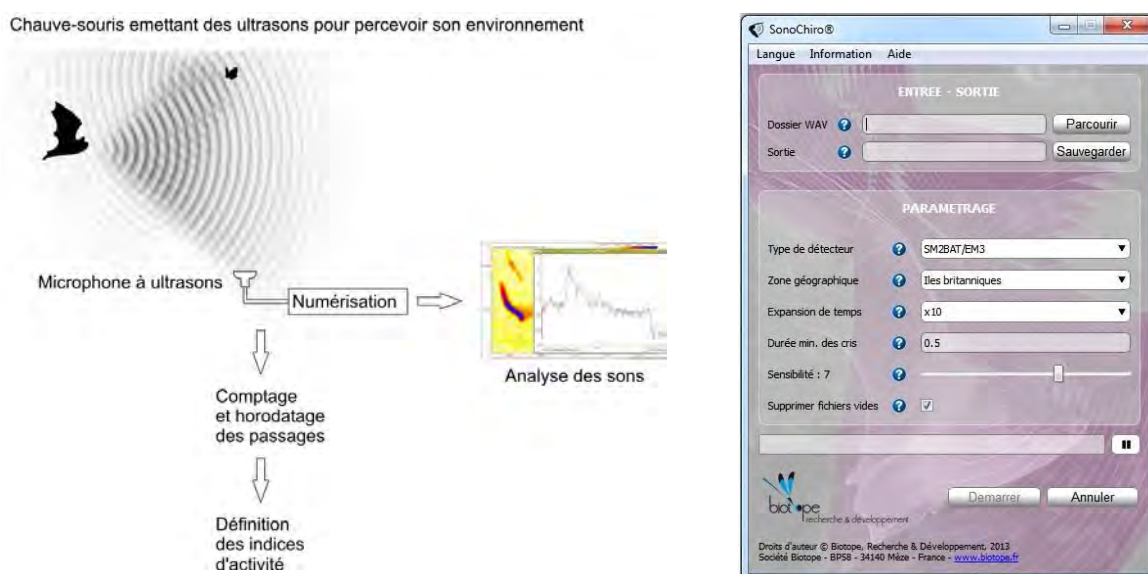 Chauve-souris emettant des ultrasons pour percevoir son environnement
Microphone à ultrasons
Numérisation
Analyse des sons
Comptage
et horodatage
des passages
Définition
des indices
d'activité
SonoChiro®
Langue Information Aide
ENTREE - SORTIE
Dossier WAV ? Parcourir
Sortie ? Sauvegarder
PARAMETRAGE
Type de détecteur ? SM2BAT/EM3
Zone géographique ? Iles britanniques
Expansion de temps ? x10
Durée min. des cris ? 0.5
Sensibilité : 7 ?
Supprimer fichiers vides ?
biotope
recherche & développement
Demarrer Annuler
Droits d'auteur © Biotope, Recherche & Développement, 2013
Société Biotope - BP58 - 34140 Mèze - France - www.biotope.fr